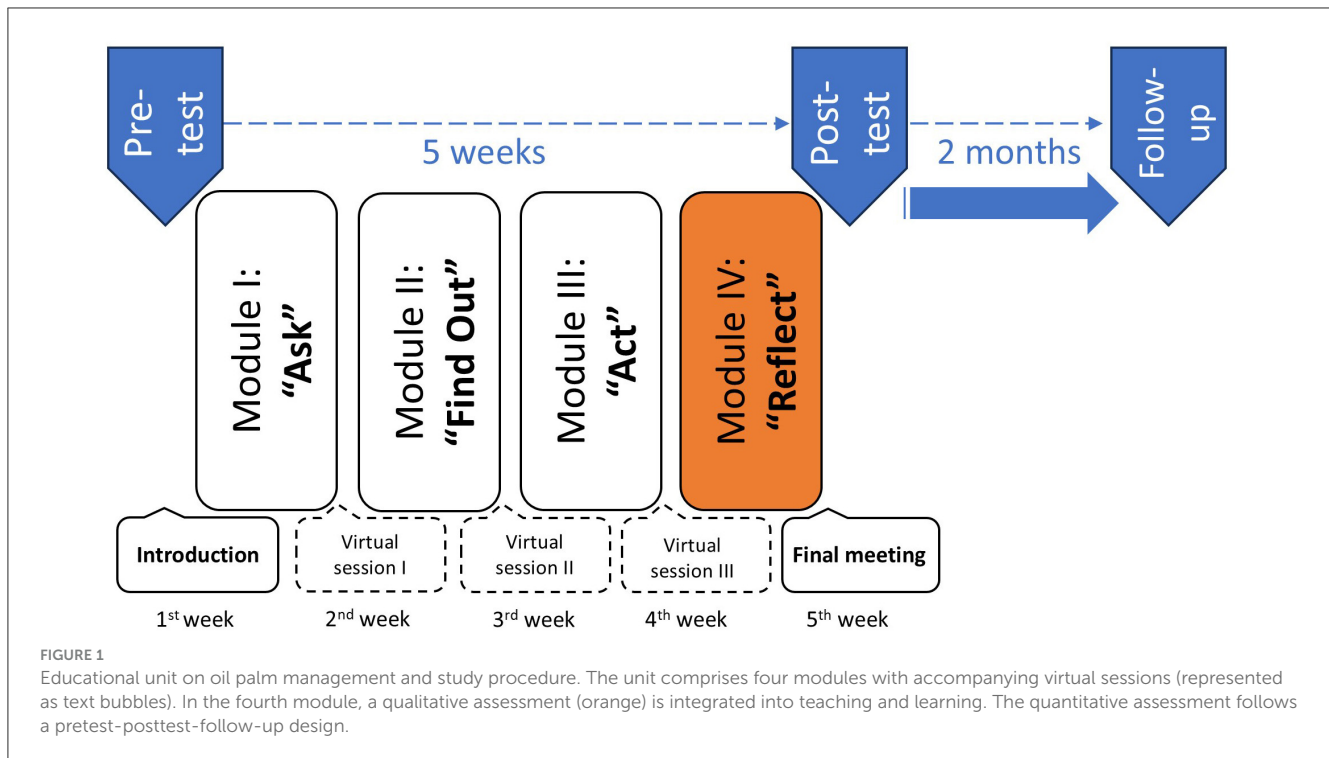 Pre-
test
5 weeks
Post-
test
2 months
Follow-
up
Module I:
“Ask”
Module II:
“Find Out”
Module III:
“Act”
Module IV:
“Reflect”
Introduction
Virtual
session I
Virtual
session II
Virtual
session III
Final meeting
1st week
2nd week
3rd week
4th week
5th week
FIGURE 1
Educational unit on oil palm management and study procedure. The unit comprises four modules with accompanying virtual sessions (represented
as text bubbles). In the fourth module, a qualitative assessment (orange) is integrated into teaching and learning. The quantitative assessment follows
a pretest-posttest-follow-up design.